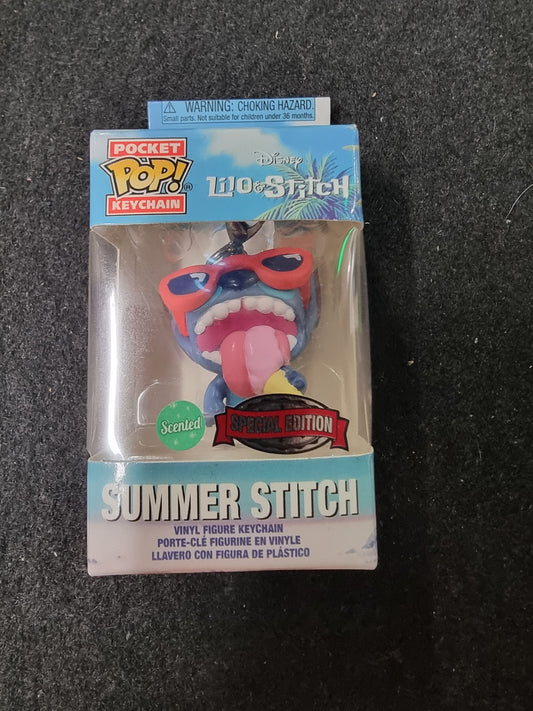 ⚠ WARNING: CHOKING HAZARD.
Small parts. Not suitable for children under 36 months.
POCKET
POP!®
KEYCHAIN
Disney
Lilo & Stitch
Scented
SPECIAL EDITION
SUMMER STITCH
VINYL FIGURE KEYCHAIN
PORTE-CLÉ FIGURINE EN VINYLE
LLAVERO CON FIGURA DE PLÁSTICO